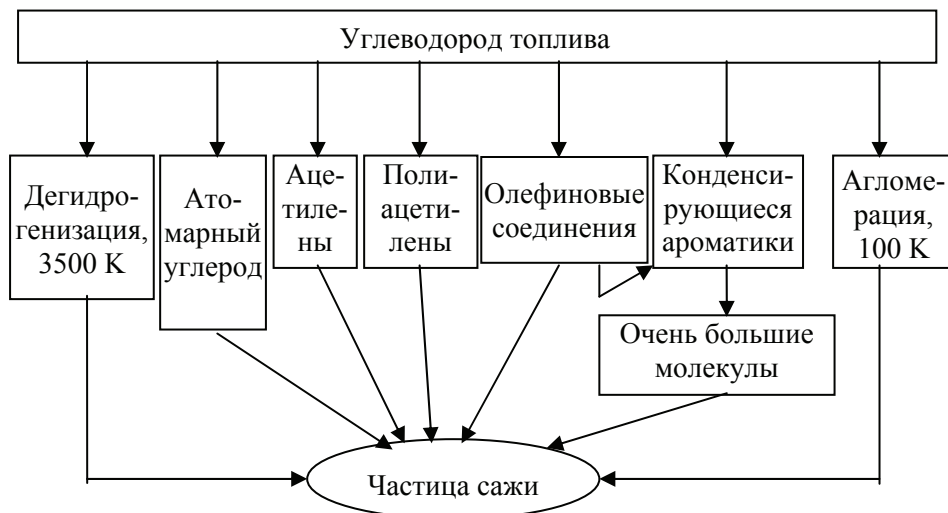 Углеводород топлива
Дегидро-
генизация,
3500 K
Ато-
марный
углерод
Аце-
тиле-
ны
Поли-
ацети-
лены
Олефиновые
соединения
Конденси-
рующиеся
ароматики
Агломе-
рация,
100 K
Очень большие
молекулы
Частица сажи